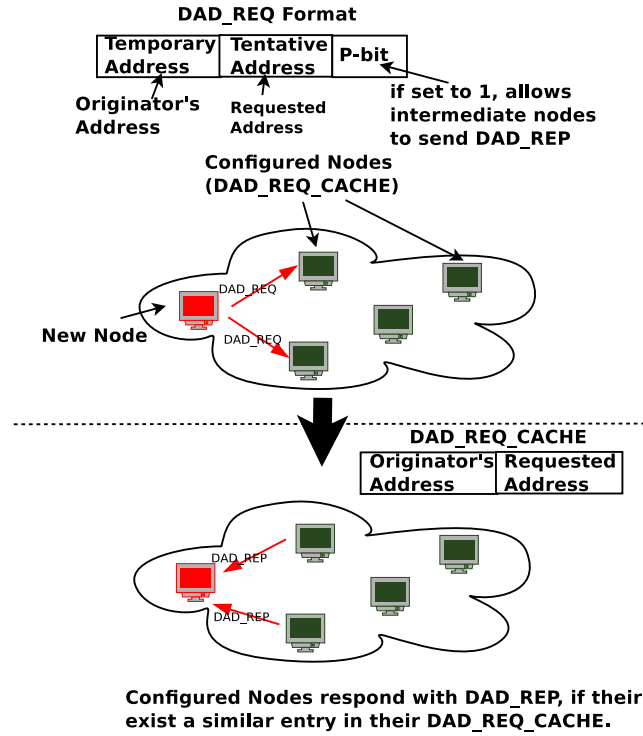 DAD_REQ Format
Temporary Address
Tentative Address
P-bit
Originator's Address
Requested Address
if set to 1, allows
intermediate nodes
to send DAD_REP
Configured Nodes
(DAD_REQ_CACHE)
DAD_REQ
DAD_REQ
New Node
DAD_REQ_CACHE
Originator's Address
Requested Address
DAD_REP
DAD_REP
Configured Nodes respond with DAD_REP, if their
exist a similar entry in their DAD_REQ_CACHE.